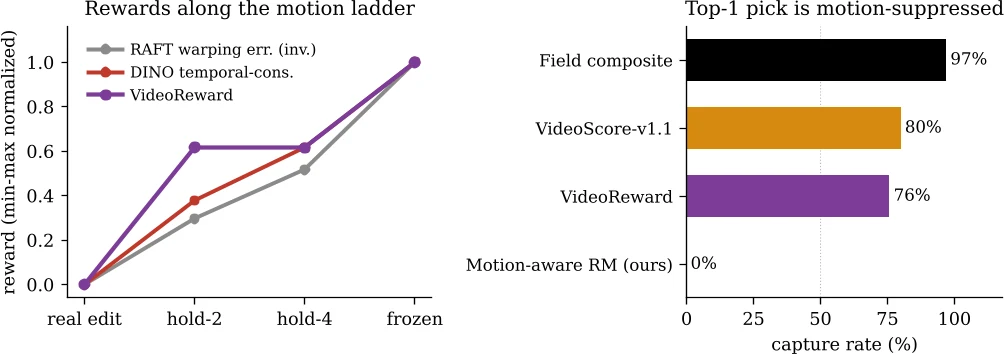 Rewards along the motion ladder
RAFT warping err. (inv.)
DINO temporal-cons.
VideoReward
reward (min-max normalized)
1.0
0.8
0.6
0.4
0.2
0.0
real edit
hold-2
hold-4
frozen
Top-1 pick is motion-suppressed
Field composite
97%
VideoScore-v1.1
80%
VideoReward
76%
Motion-aware RM (ours)
0%
0
25
50
75
100
capture rate (%)